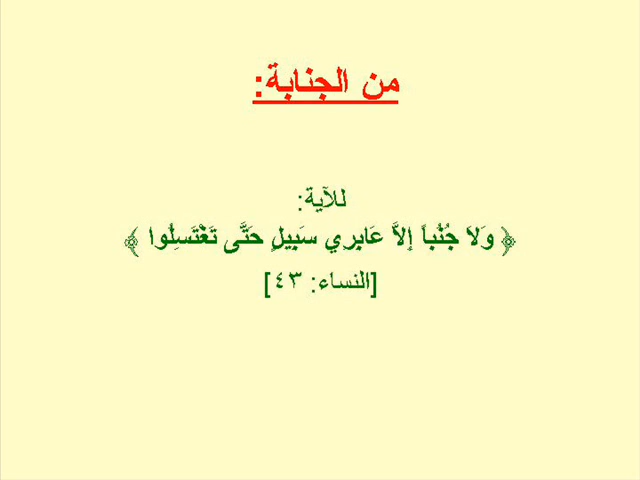 من الجنابة:
للآية:
﴿ وَلاَ جُنُباً إِلاَّ عَابِرِي سَبِيلٍ حَتَّى تَغْتَسِلُوا ﴾
[النساء: ٤٣]